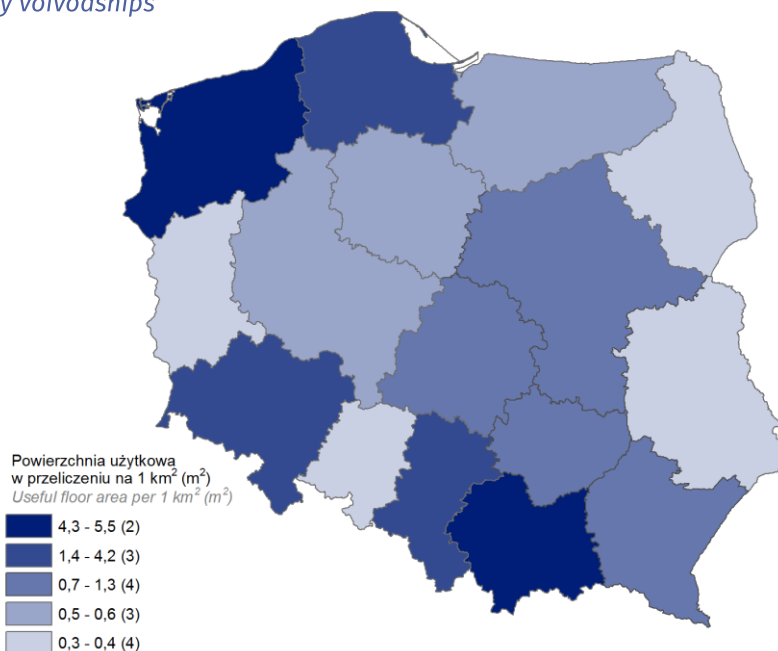 y voivodships
Powierzchnia użytkowa
w przeliczeniu na 1 km² (m²)
Useful floor area per 1 km² (m²)
4,3 - 5,5 (2)
1,4 - 4,2 (3)
0,7 - 1,3 (4)
0,5 - 0,6 (3)
0,3 - 0,4 (4)